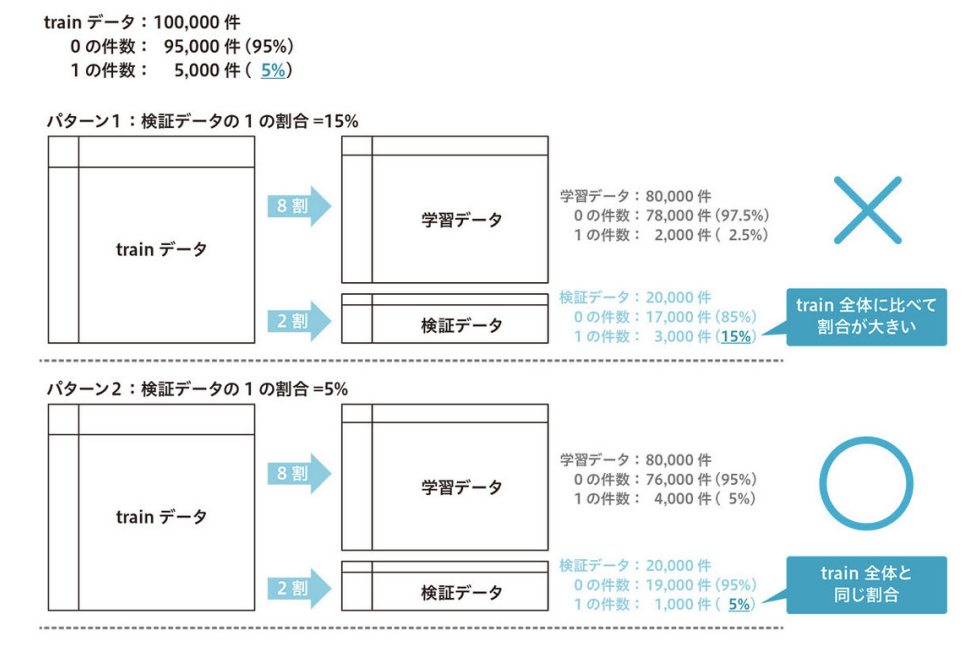 train データ：100,000 件
0 の件数： 95,000 件（95%）
1 の件数： 5,000 件（ 5%）
パターン1：検証データの 1 の割合 =15%
train データ
8 割
学習データ
学習データ：80,000 件
0 の件数：78,000 件（97.5%）
1 の件数： 2,000 件（ 2.5%）
2 割
検証データ
検証データ：20,000 件
0 の件数：17,000 件（85%）
1 の件数： 3,000 件（15%）
train 全体に比べて
割合が大きい
パターン2：検証データの 1 の割合 =5%
train データ
8 割
学習データ
学習データ：80,000 件
0 の件数：76,000 件（95%）
1 の件数： 4,000 件（ 5%）
2 割
検証データ
検証データ：20,000 件
0 の件数：19,000 件（95%）
1 の件数： 1,000 件（ 5%）
train 全体と
同じ割合